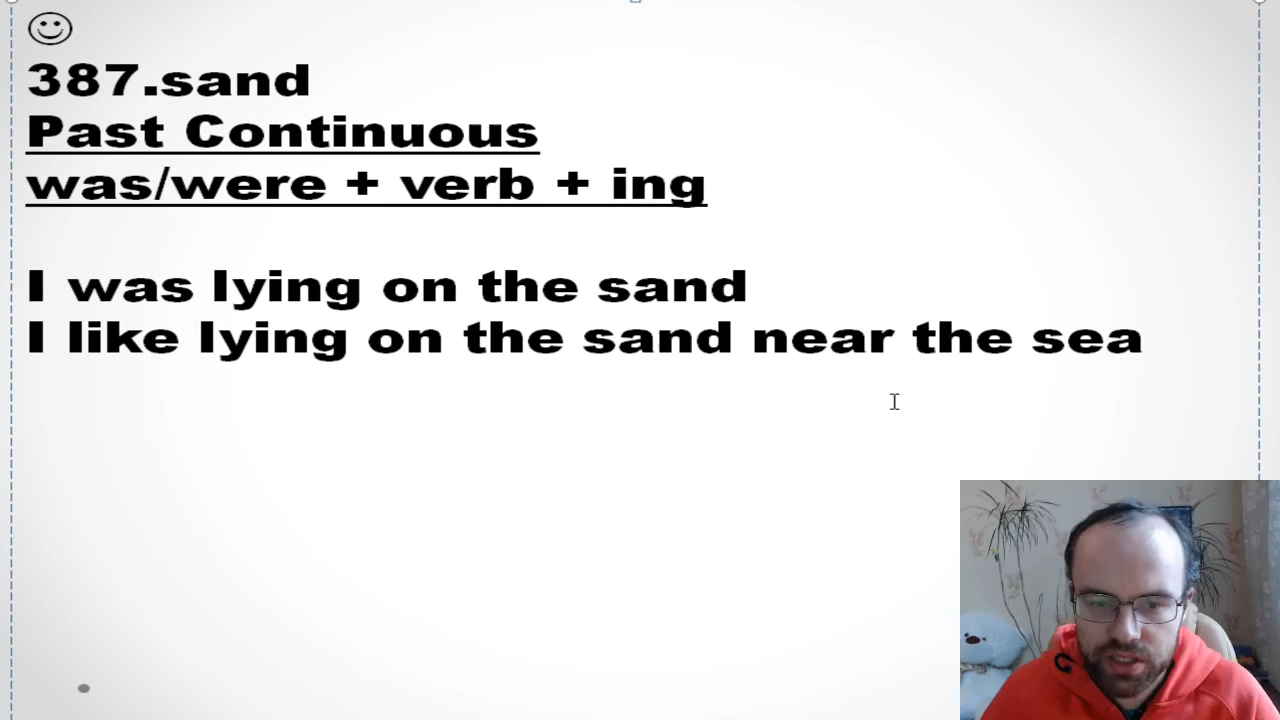 387.sand
Past Continuous
was/were + verb + ing
I was lying on the sand
I like lying on the sand near the sea